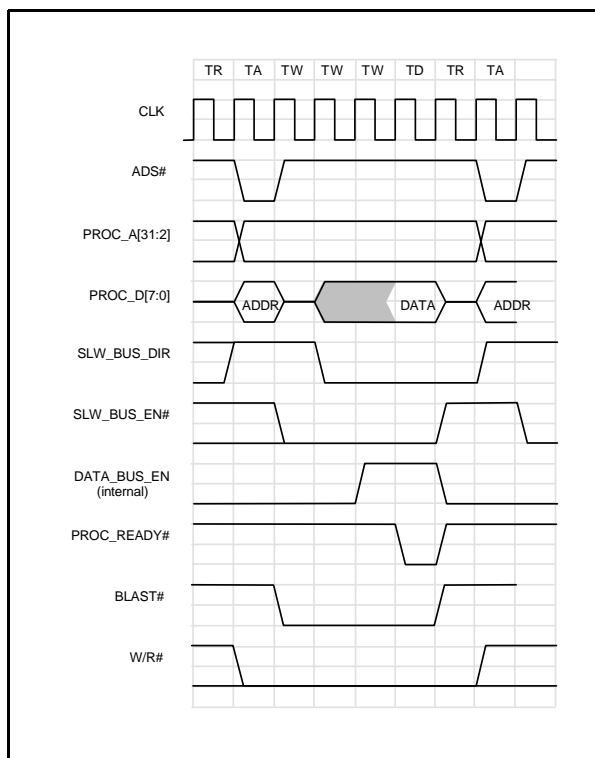 TR TA TW TW TW TD TR TA
CLK
ADS#
PROC_A[31:2]
PROC_D[7:0]
ADDR DATA ADDR
SLW_BUS_DIR
SLW_BUS_EN#
DATA_BUS_EN
(internal)
PROC_READY#
BLAST#
W/R#